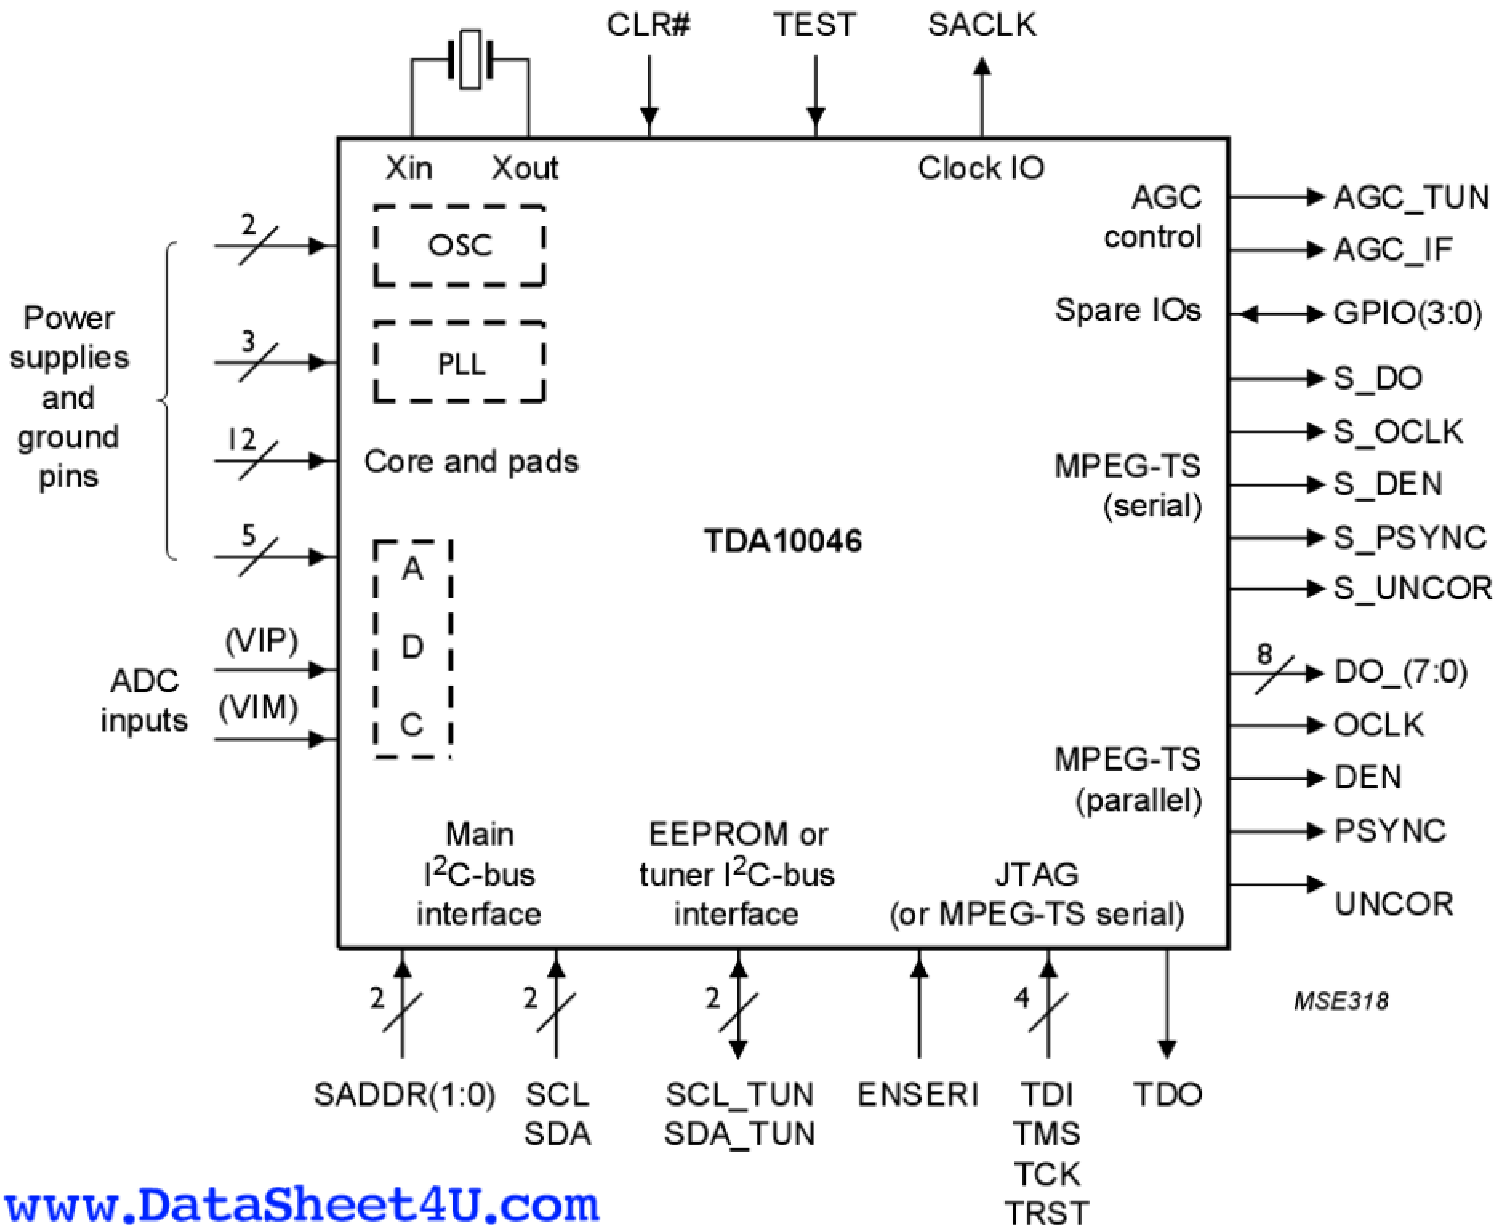 CLR# TEST SACLK
Xin Xout Clock IO
AGC
control
AGC_TUN
AGC_IF
2
OSC
Spare IOs
GPIO(3:0)
Power
supplies
and
ground
pins
3
PLL
12
Core and pads
5
A
D
C
TDA10046
MPEG-TS
(serial)
S_DO
S_OCLK
S_DEN
S_PSYNC
S_UNCOR
ADC
inputs
(VIP)
(VIM)
8
DO_(7:0)
OCLK
DEN
PSYNC
UNCOR
MPEG-TS
(parallel)
Main
I²C-bus
interface
EEPROM or
tuner I²C-bus
interface
JTAG
(or MPEG-TS serial)
2 2 2 4
MSE318
SADDR(1:0)
SCL
SDA
SCL_TUN
SDA_TUN
ENSERI
TDI
TMS
TCK
TRST
TDO
www.DataSheet4U.com